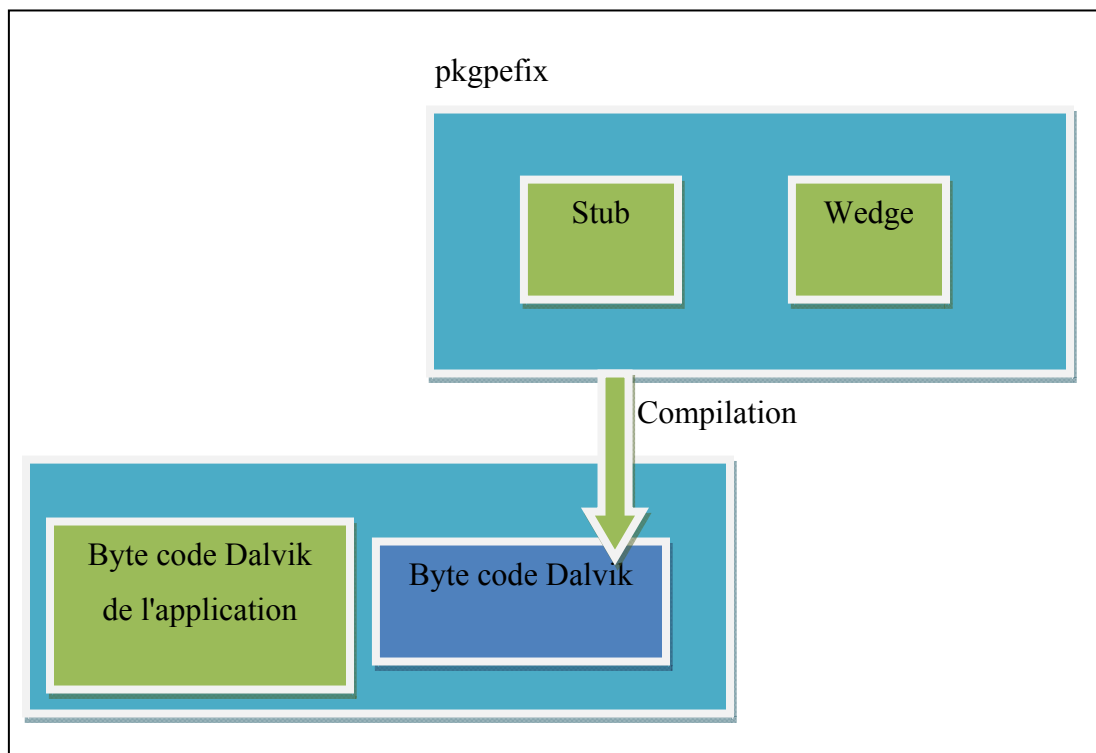 pkgpefix
Stub
Wedge
Compilation
Byte code Dalvik
de l'application
Byte code Dalvik